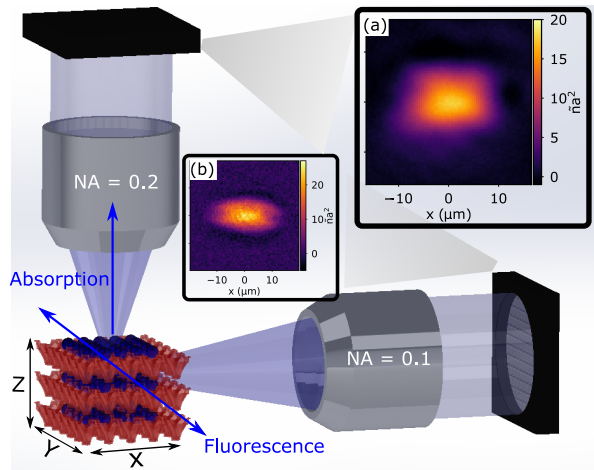 (a)
20
15
10
5
0
ña²
−10
0
10
x (μm)
NA = 0.2
(b)
20
10
0
ña²
−10
0
10
x (μm)
Absorption
NA = 0.1
Z
Y
X
Fluorescence